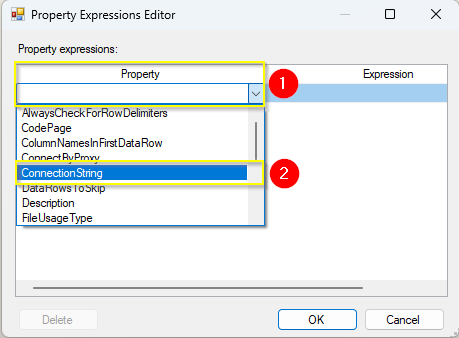 Property Expressions Editor
Property expressions:
Property
Expression
1
AlwaysCheckForRowDelimiters
CodePage
ColumnNamesInFirstDataRow
ConnectByProxy
ConnectionString
2
DataRowsToSkip
Description
FileUsageType
Delete
OK
Cancel